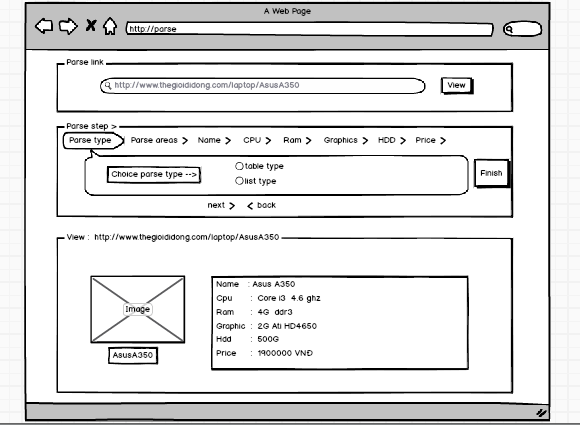 A Web Page
http://parse
Parse link
http://www.thegioididong.com/laptop/AsusA350
View
Parse step >
Parse type
Parse areas > Name > CPU > Ram > Graphics > HDD > Price >
Choice parse type -->
table type
list type
Finish
next > < back
View : http://www.thegioididong.com/laptop/AsusA350
Image
AsusA350
Name : Asus A350
Cpu : Core i3 4.6 ghz
Ram : 4G ddr3
Graphic : 2G Ati HD4650
Hdd : 500G
Price : 1900000 VNĐ